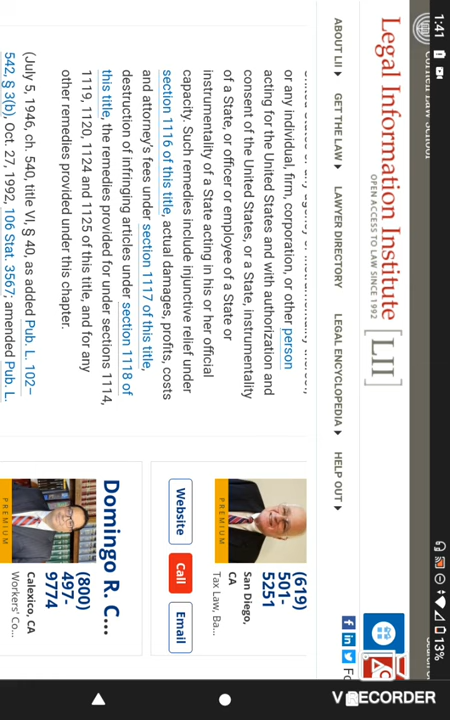 1:41
13%
Cornell Law School
Legal Information Institute [LII]
OPEN ACCESS TO LAW SINCE 1992
ABOUT LII GET THE LAW LAWYER DIRECTORY LEGAL ENCYCLOPEDIA HELP OUT
or any individual, firm, corporation, or other person
acting for the United States and with authorization and
consent of the United States, or a State, instrumentality
of a State, or officer or employee of a State or
instrumentality of a State acting in his or her official
capacity. Such remedies include injunctive relief under
section 1116 of this title, actual damages, profits, costs
and attorney's fees under section 1117 of this title,
destruction of infringing articles under section 1118 of
this title, the remedies provided for under sections 1114,
1119, 1120, 1124 and 1125 of this title, and for any
other remedies provided under this chapter.
(July 5, 1946, ch. 540, title VI, § 40, as added Pub. L. 102–
542, § 3(b), Oct. 27, 1992, 106 Stat. 3567; amended Pub. L.
(619)
501-
5251
San Diego,
CA
Tax Law, Ba...
PREMIUM
Website
Call
Email
Domingo R. C...
(800)
497-
9774
Calexico, CA
Workers' Co...
PREMIUM
RECORDER